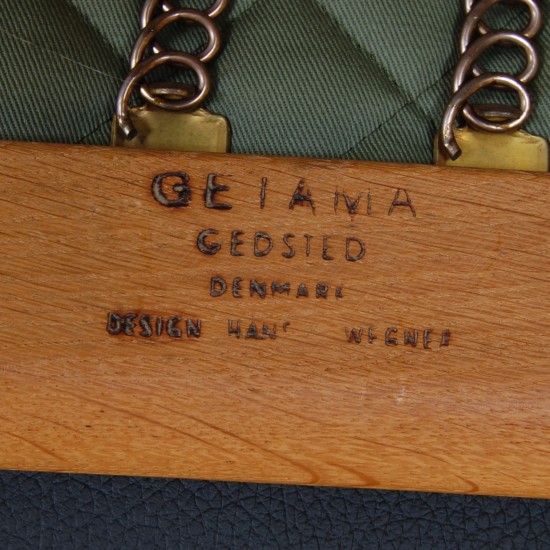 GETAMA
GEDSTED
DENMARK
DESIGN HANS WEGNER